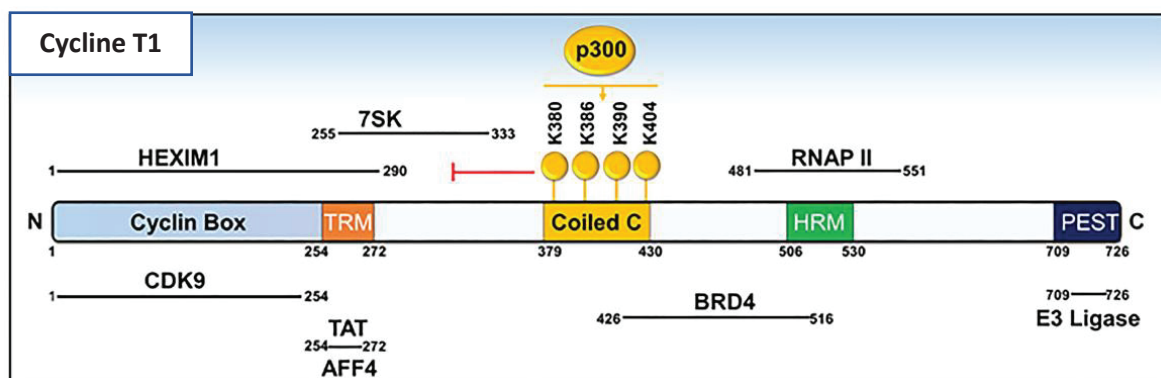 Cycline T1
p300
K380 K386 K390 K404
7SK
255 333
HEXIM1
1 290
RNAP II
481 551
N Cyclin Box TRM Coiled C HRM PEST C
1 254 272 379 430 506 530 709 726
CDK9
1 254
TAT
254 272
AFF4
BRD4
426 516
709 726
E3 Ligase